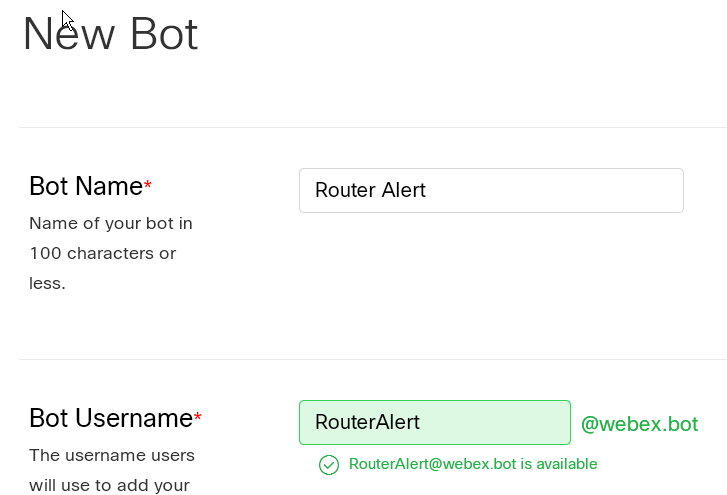 New Bot
Bot Name*
Router Alert
Name of your bot in
100 characters or
less.
Bot Username*
RouterAlert
@webex.bot
RouterAlert@webex.bot is available
The username users
will use to add your